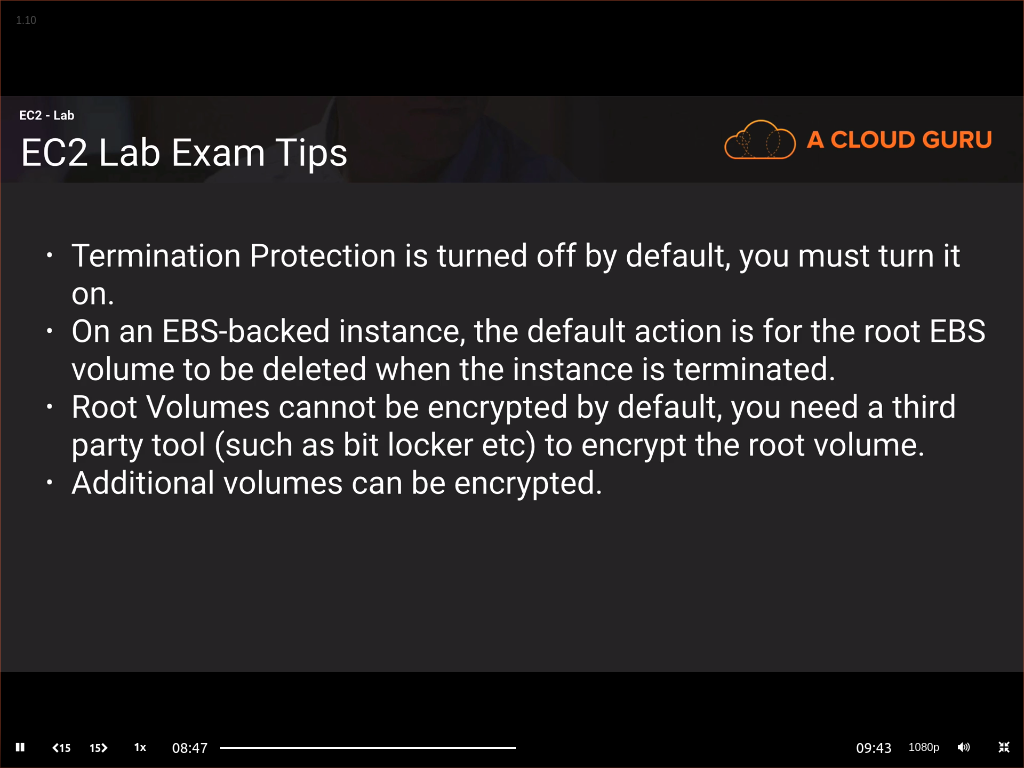 1.10
EC2 - Lab
EC2 Lab Exam Tips
A CLOUD GURU
• Termination Protection is turned off by default, you must turn it
on.
• On an EBS-backed instance, the default action is for the root EBS
volume to be deleted when the instance is terminated.
• Root Volumes cannot be encrypted by default, you need a third
party tool (such as bit locker etc) to encrypt the root volume.
• Additional volumes can be encrypted.
15 15 1x 08:47 09:43 1080p